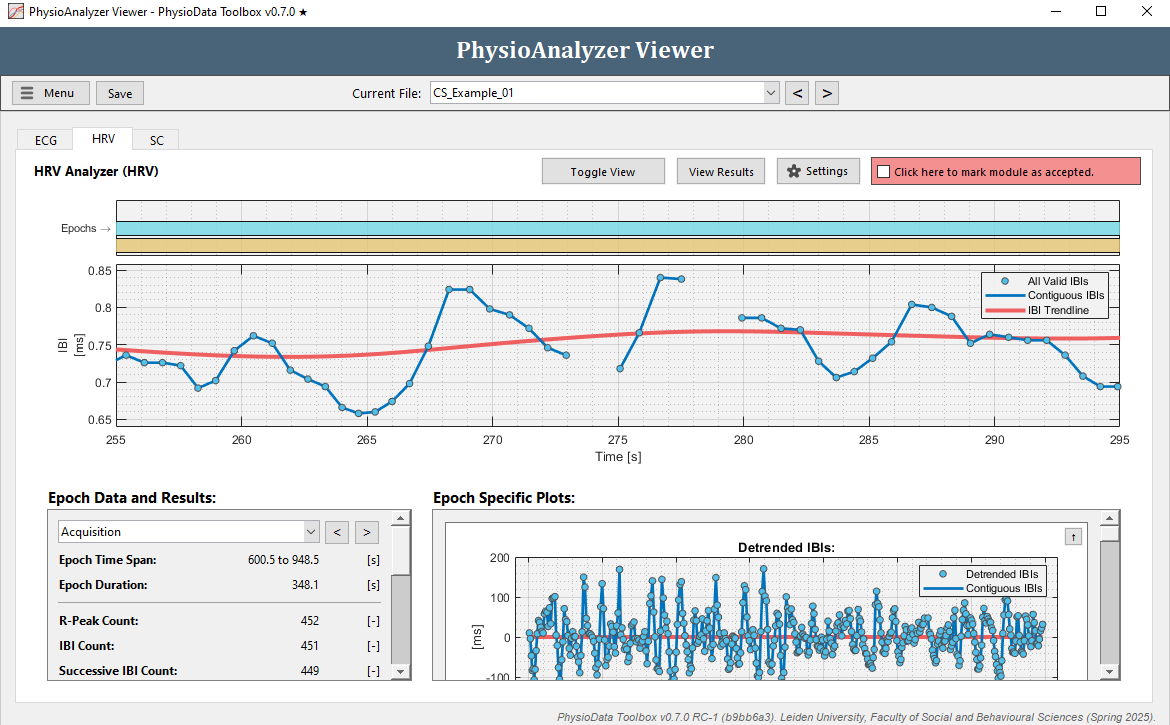 PhysioAnalyzer Viewer - PhysioData Toolbox v0.7.0 ★
PhysioAnalyzer Viewer
Menu Save Current File: CS_Example_01 < >
ECG HRV SC
HRV Analyzer (HRV) Toggle View View Results Settings Click here to mark module as accepted.
Epochs →
0.85
0.8
0.75
0.7
0.65
IBI
[ms]
All Valid IBIs
Contiguous IBIs
IBI Trendline
255 260 265 270 275 280 285 290 295
Time [s]
Epoch Data and Results:
Acquisition < >
Epoch Time Span: 600.5 to 948.5 [s]
Epoch Duration: 348.1 [s]
R-Peak Count: 452 [-]
IBI Count: 451 [-]
Successive IBI Count: 449 [-]
Epoch Specific Plots:
↑
Detrended IBIs:
200
100
0
-100
[ms]
Detrended IBIs
Contiguous IBIs
PhysioData Toolbox v0.7.0 RC-1 (b9bb6a3). Leiden University, Faculty of Social and Behavioural Sciences (Spring 2025).